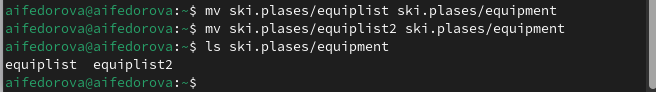 aifedorova@aifedorova:~$ mv ski.plases/equiplist ski.plases/equipment
aifedorova@aifedorova:~$ mv ski.plases/equiplist2 ski.plases/equipment
aifedorova@aifedorova:~$ ls ski.plases/equipment
equiplist  equiplist2
aifedorova@aifedorova:~$